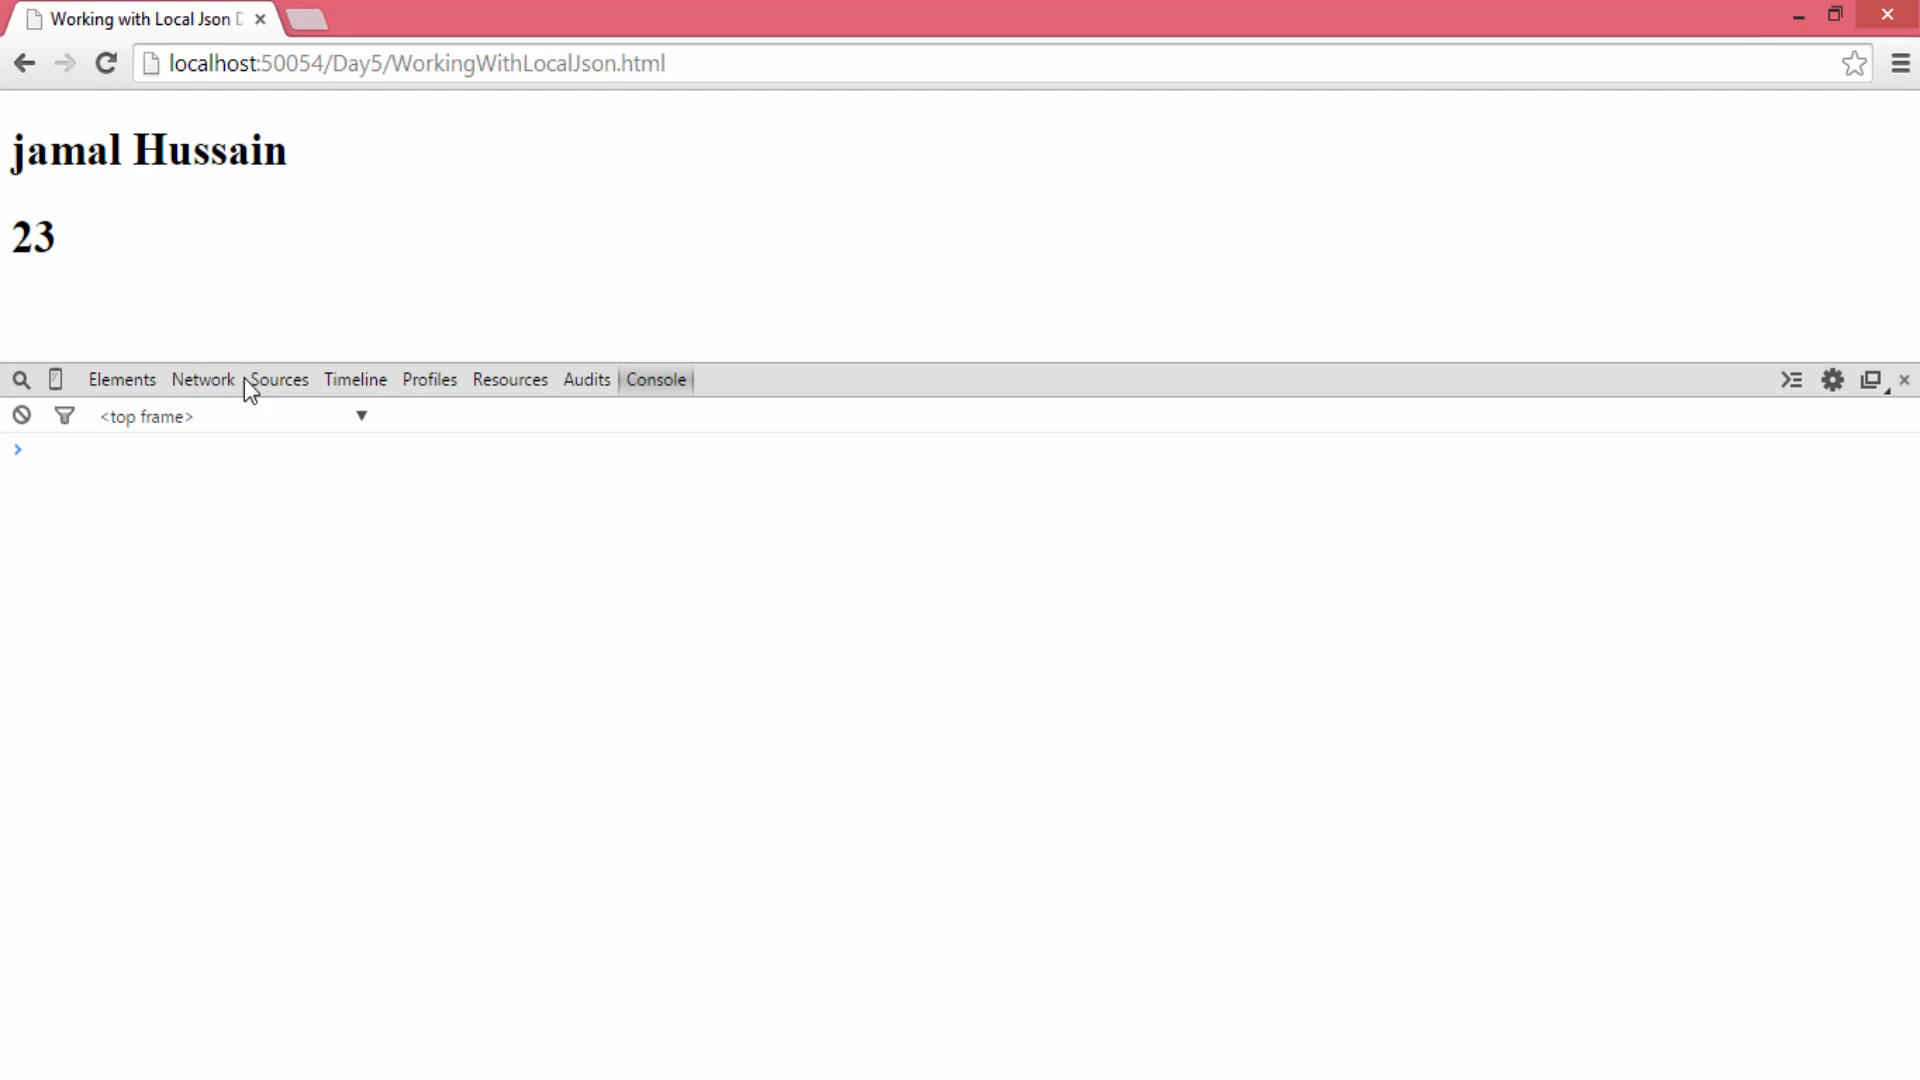 Working with Local Json D
localhost:50054/Day5/WorkingWithLocalJson.html
jamal Hussain
23
Elements Network Sources Timeline Profiles Resources Audits Console
<top frame>